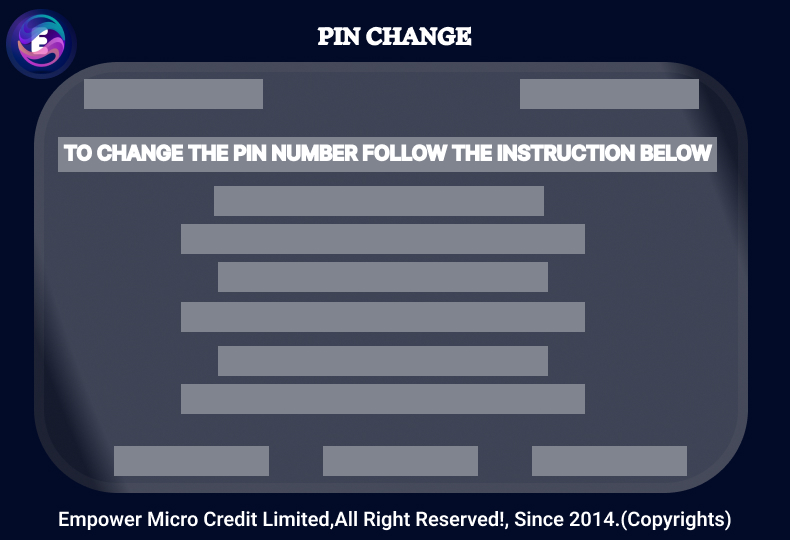 E
PIN CHANGE
TO CHANGE THE PIN NUMBER FOLLOW THE INSTRUCTION BELOW
Empower Micro Credit Limited,All Right Reserved!, Since 2014.(Copyrights)